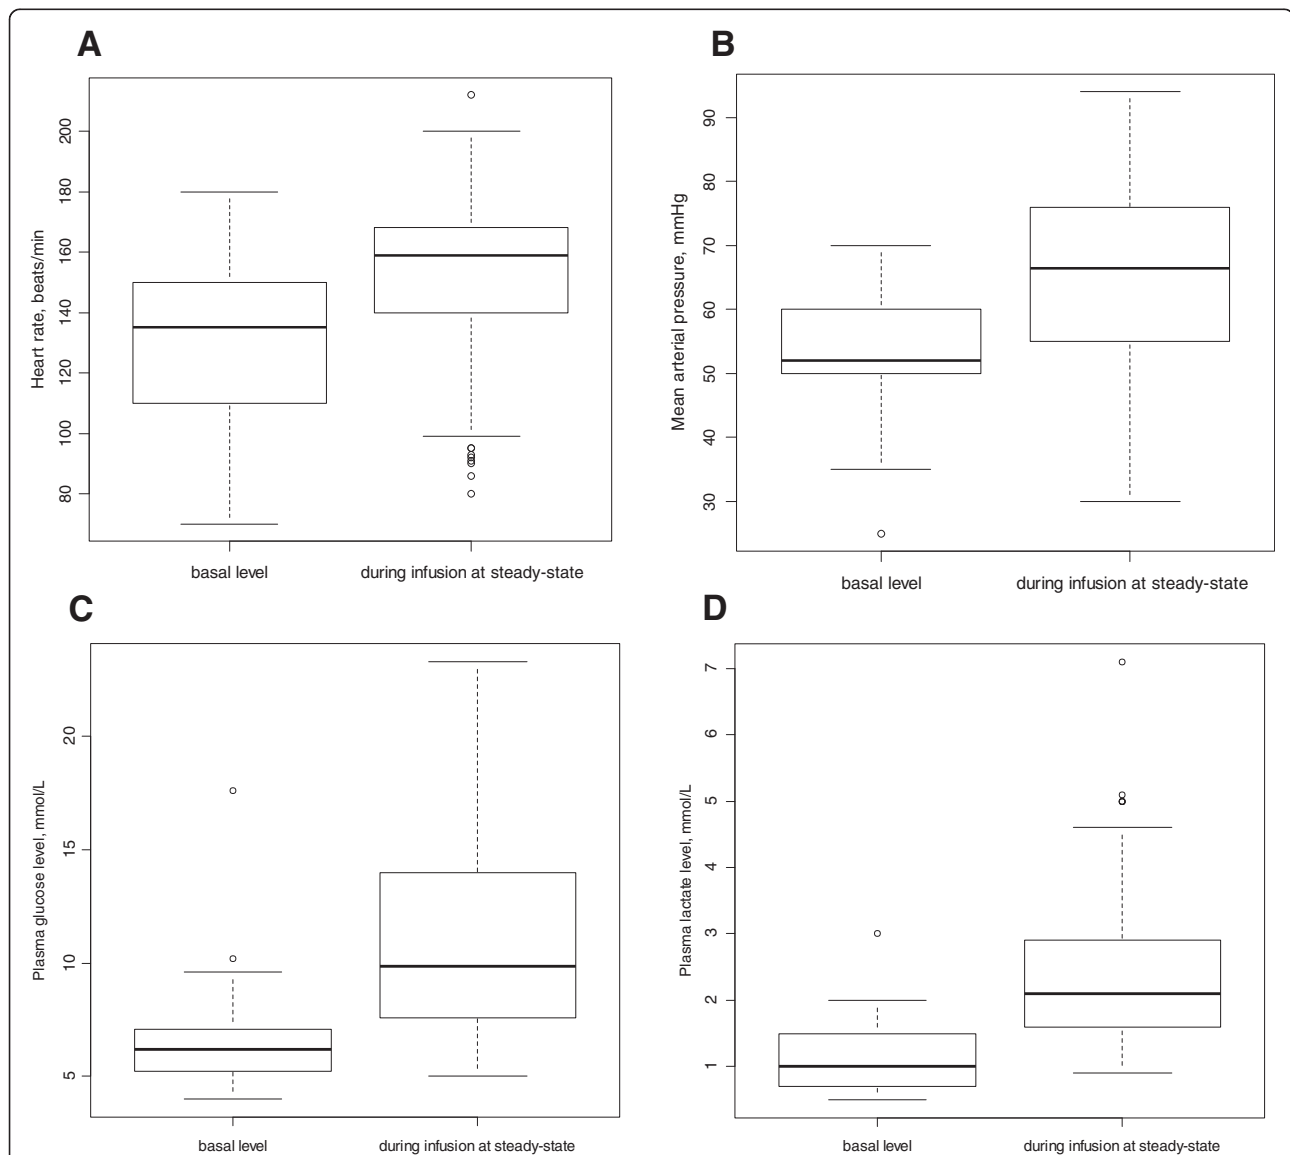 A
Heart rate, beats/min
200
180
160
140
120
100
80
basal level
during infusion at steady-state
B
Mean arterial pressure, mmHg
90
80
70
60
50
40
30
basal level
during infusion at steady-state
C
Plasma glucose level, mmol/L
20
15
10
5
basal level
during infusion at steady-state
D
Plasma lactate level, mmol/L
7
6
5
4
3
2
1
basal level
during infusion at steady-state